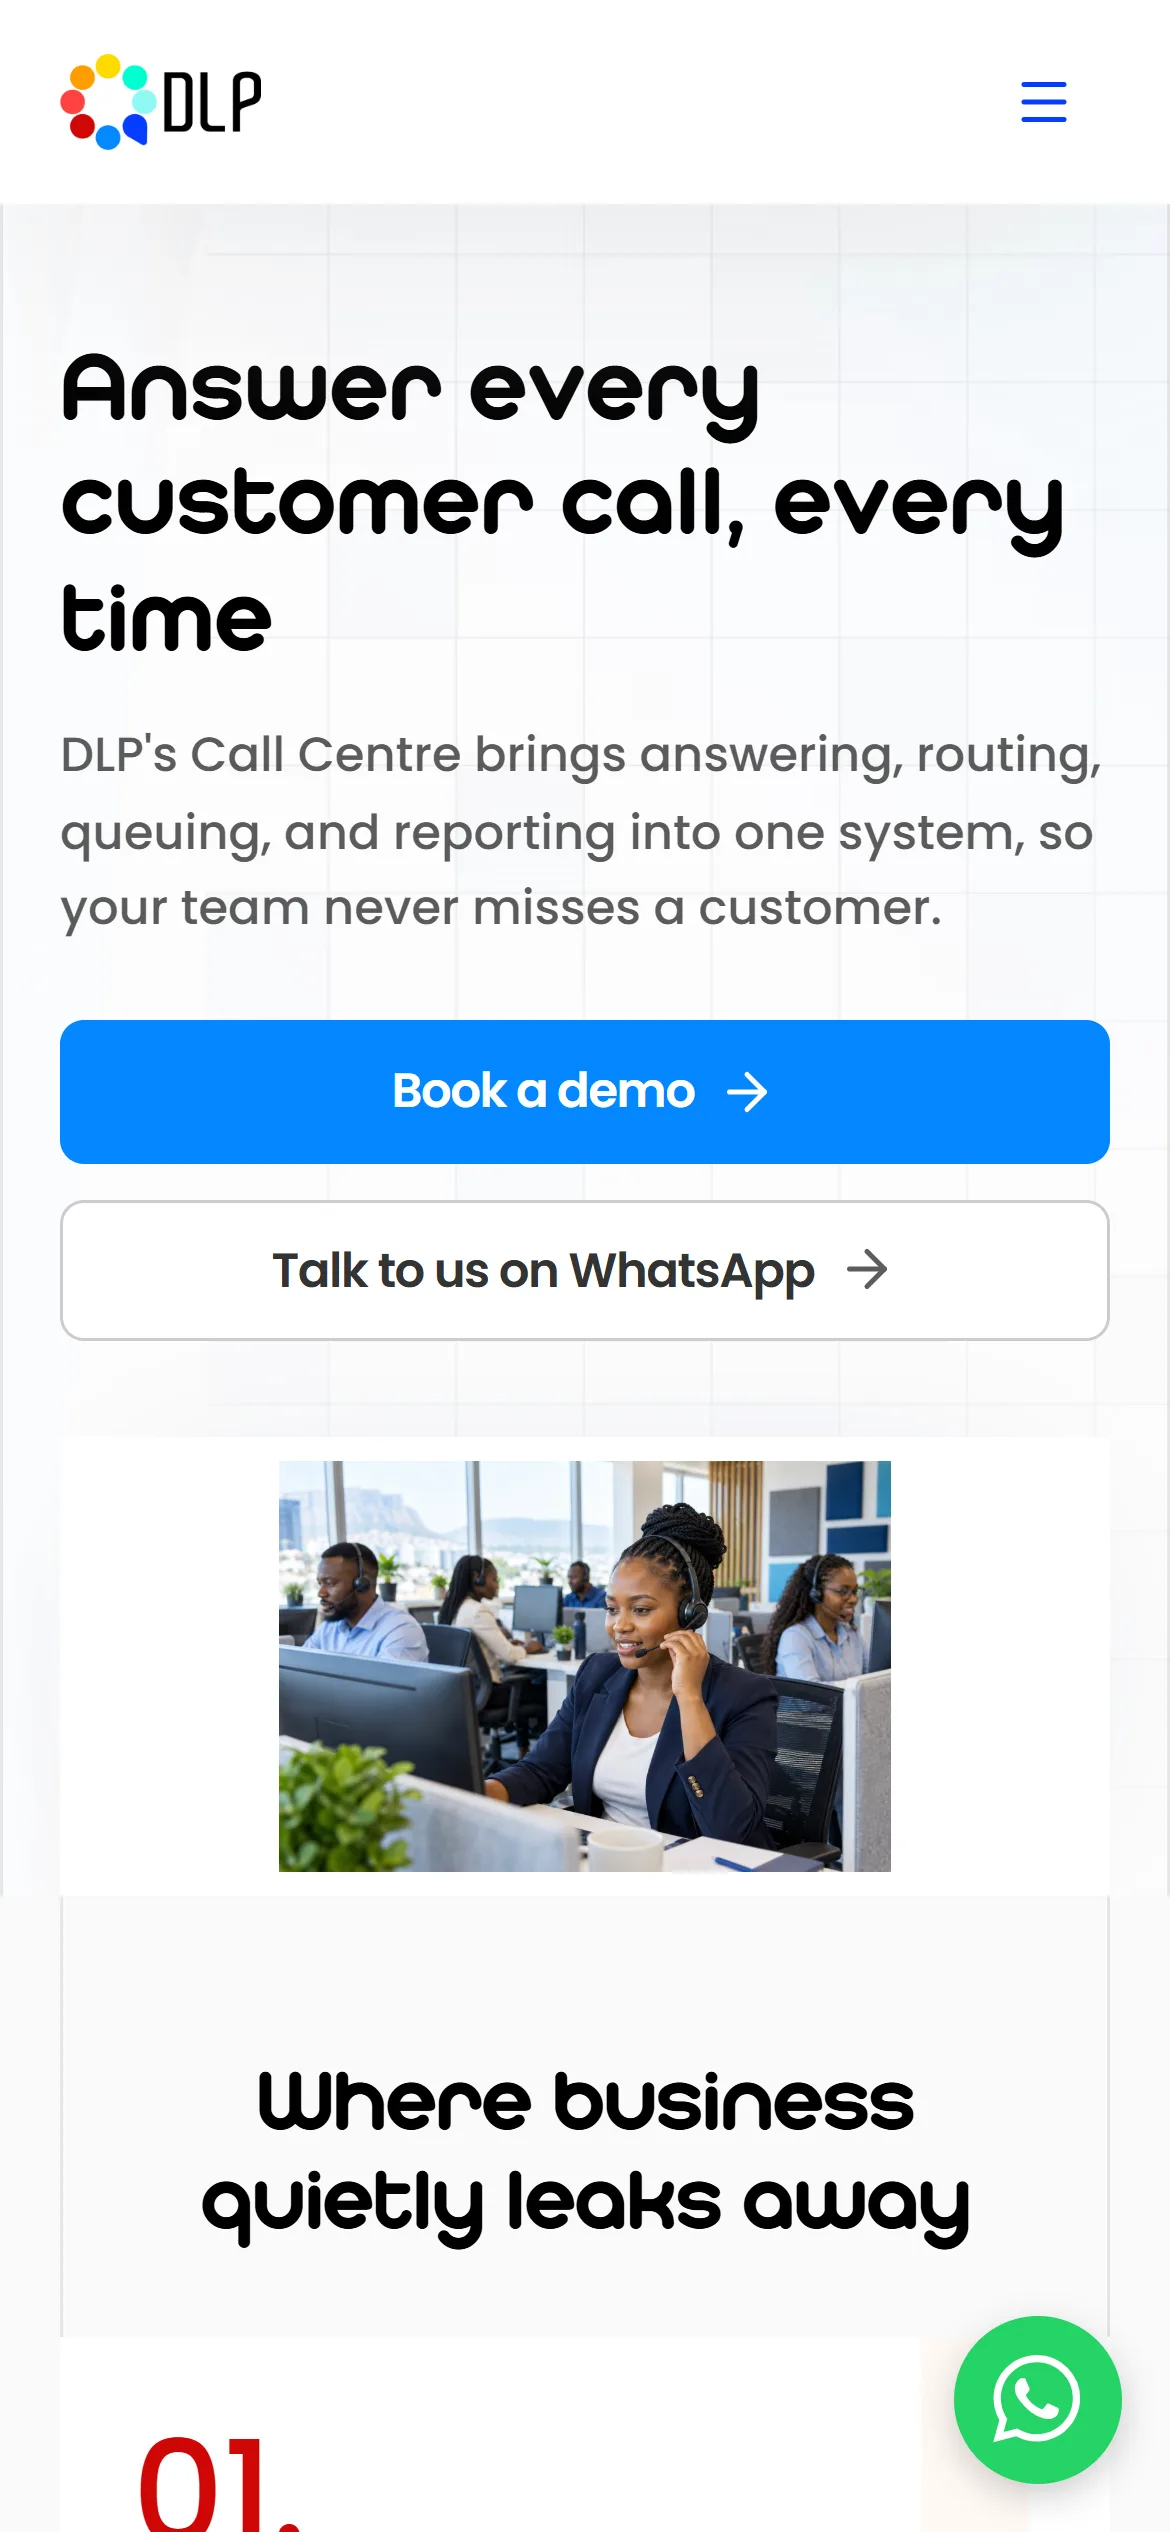 DLP
Answer every
customer call, every
time
DLP's Call Centre brings answering, routing,
queuing, and reporting into one system, so
your team never misses a customer.
Book a demo
Talk to us on WhatsApp
Where business
quietly leaks away
01.